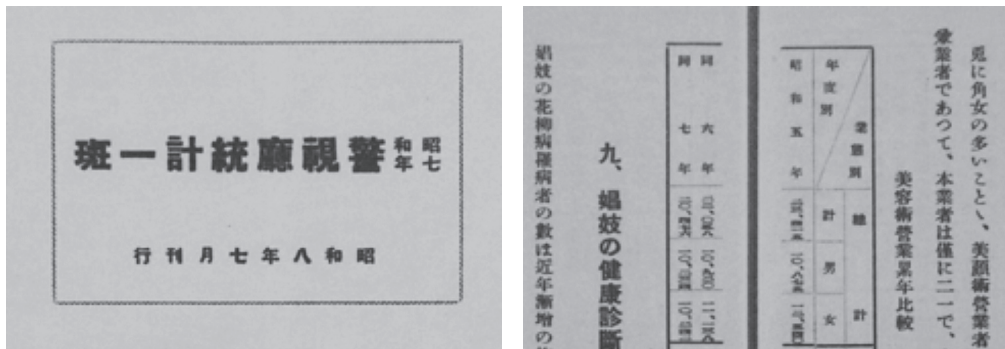 昭和七年警視廳統計一班
昭和八年七月刊行
兎に角女の多いこと、美顔術營業者
彙業者であつて、本業者は僅に二一で、
美容術營業累年比較
業態別
年度別
總計
計
男
女
昭和五年
同六年
同七年
九、娼妓の健康診斷
娼妓の花柳病罹病者の數は近年漸增の